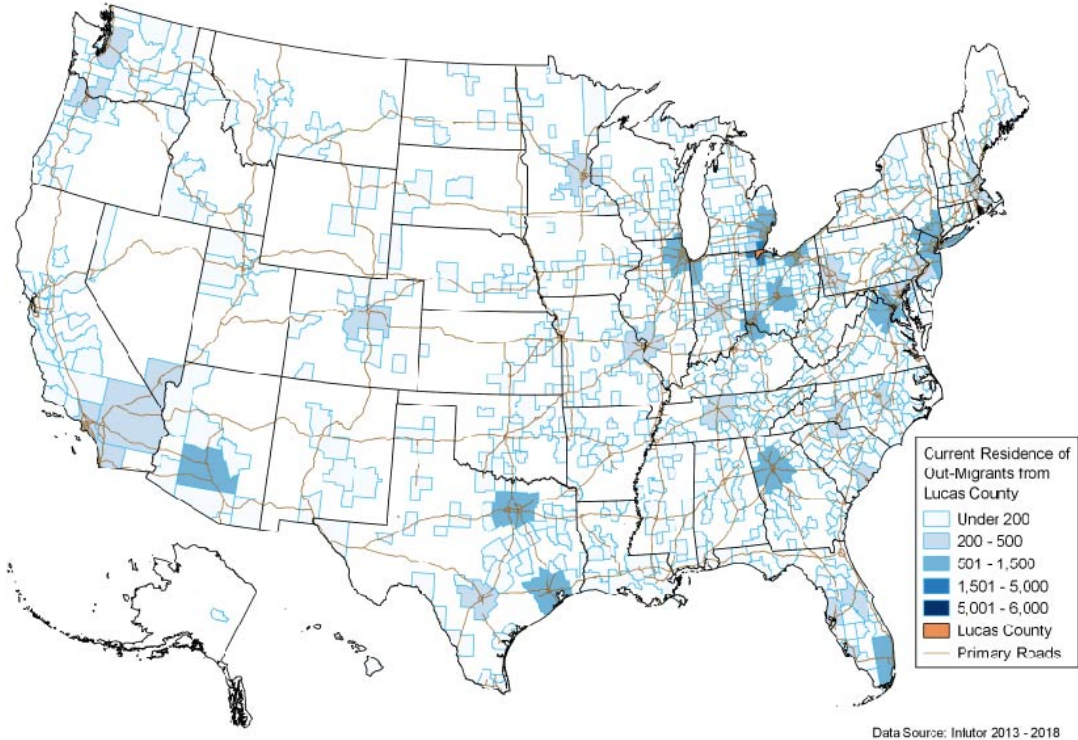 Current Residence of
Out-Migrants from
Lucas County
Under 200
200 - 500
501 - 1,500
1,501 - 5,000
5,001 - 6,000
Lucas County
Primary Roads
Data Source: Infutor 2013 - 2018